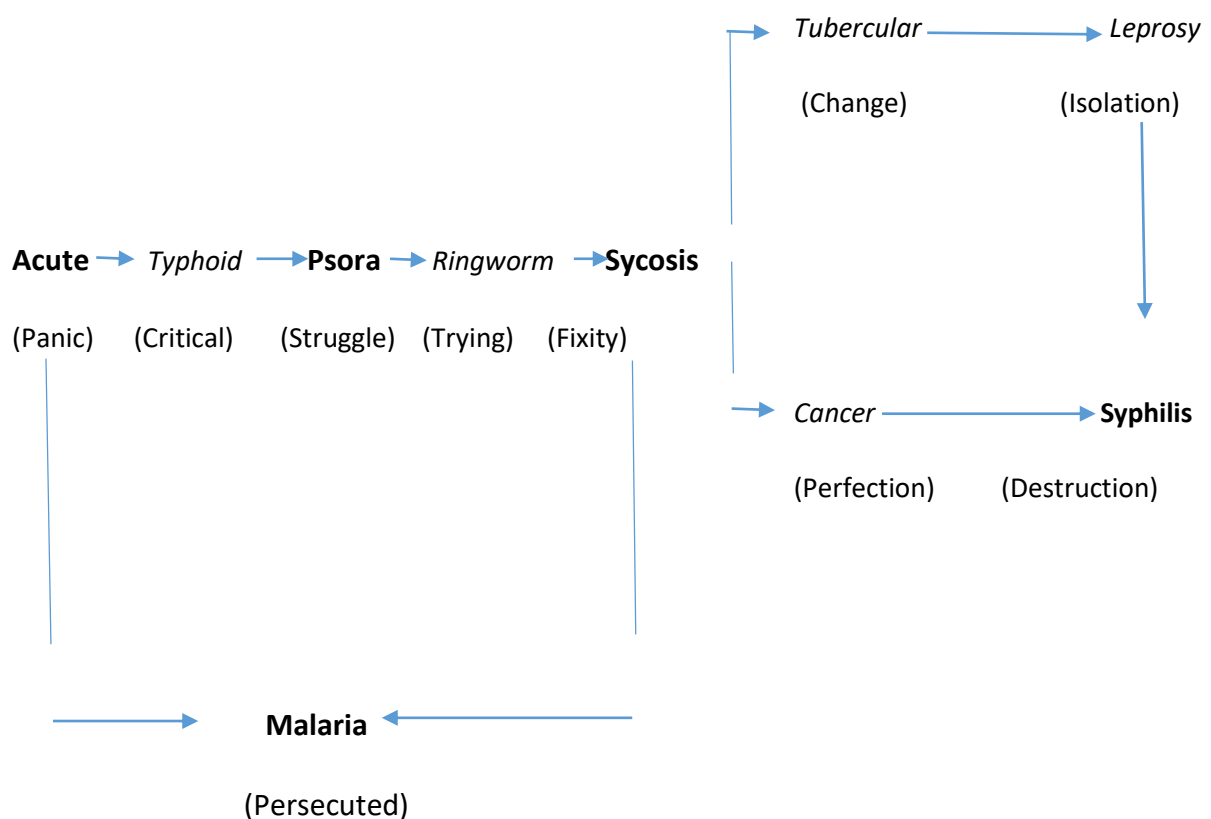 Tubercular Leprosy
(Change) (Isolation)
Acute Typhoid Psora Ringworm Sycosis
(Panic) (Critical) (Struggle) (Trying) (Fixity)
Cancer Syphilis
(Perfection) (Destruction)
Malaria
(Persecuted)